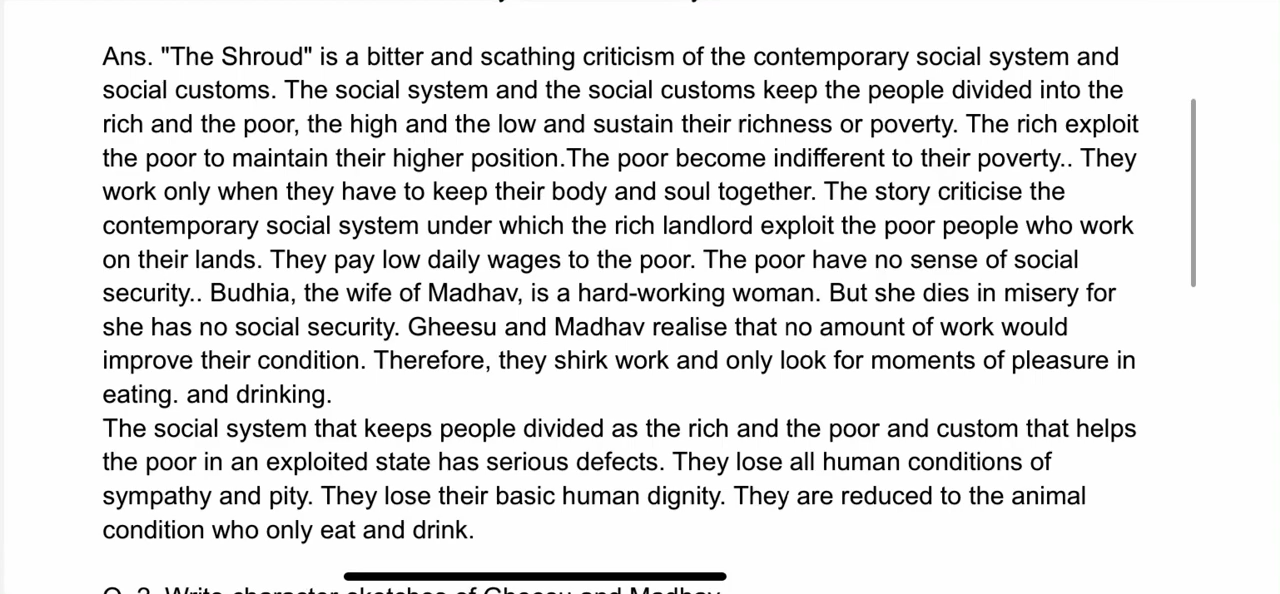 Ans. "The Shroud" is a bitter and scathing criticism of the contemporary social system and
social customs. The social system and the social customs keep the people divided into the
rich and the poor, the high and the low and sustain their richness or poverty. The rich exploit
the poor to maintain their higher position.The poor become indifferent to their poverty.. They
work only when they have to keep their body and soul together. The story criticise the
contemporary social system under which the rich landlord exploit the poor people who work
on their lands. They pay low daily wages to the poor. The poor have no sense of social
security.. Budhia, the wife of Madhav, is a hard-working woman. But she dies in misery for
she has no social security. Gheesu and Madhav realise that no amount of work would
improve their condition. Therefore, they shirk work and only look for moments of pleasure in
eating. and drinking.
The social system that keeps people divided as the rich and the poor and custom that helps
the poor in an exploited state has serious defects. They lose all human conditions of
sympathy and pity. They lose their basic human dignity. They are reduced to the animal
condition who only eat and drink.
Q. 2. Write character sketches of Gheesu and Madhav